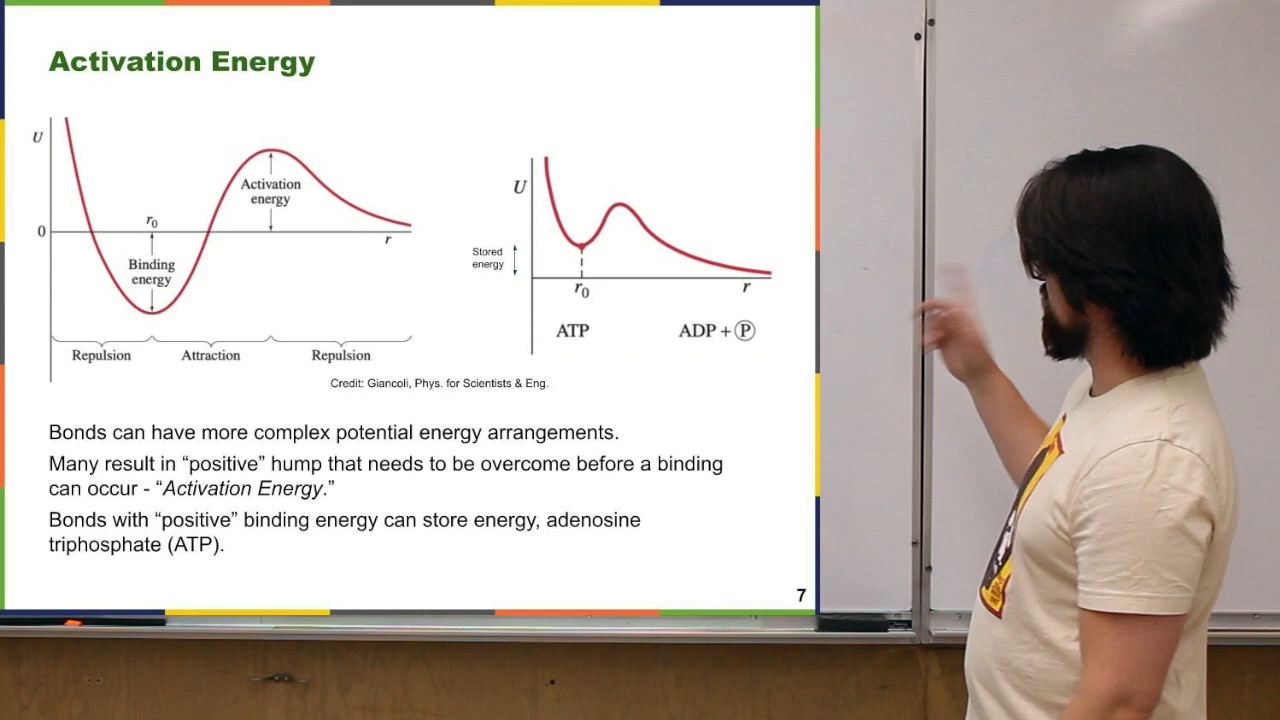 Activation Energy
U
0
r0
Binding
energy
Activation
energy
r
Repulsion
Attraction
Repulsion
U
Stored
energy
r0
r
ATP
ADP + P
Credit: Giancoli, Phys. for Scientists & Eng.
Bonds can have more complex potential energy arrangements.
Many result in “positive” hump that needs to be overcome before a binding
can occur - “Activation Energy.”
Bonds with “positive” binding energy can store energy, adenosine
triphosphate (ATP).
7